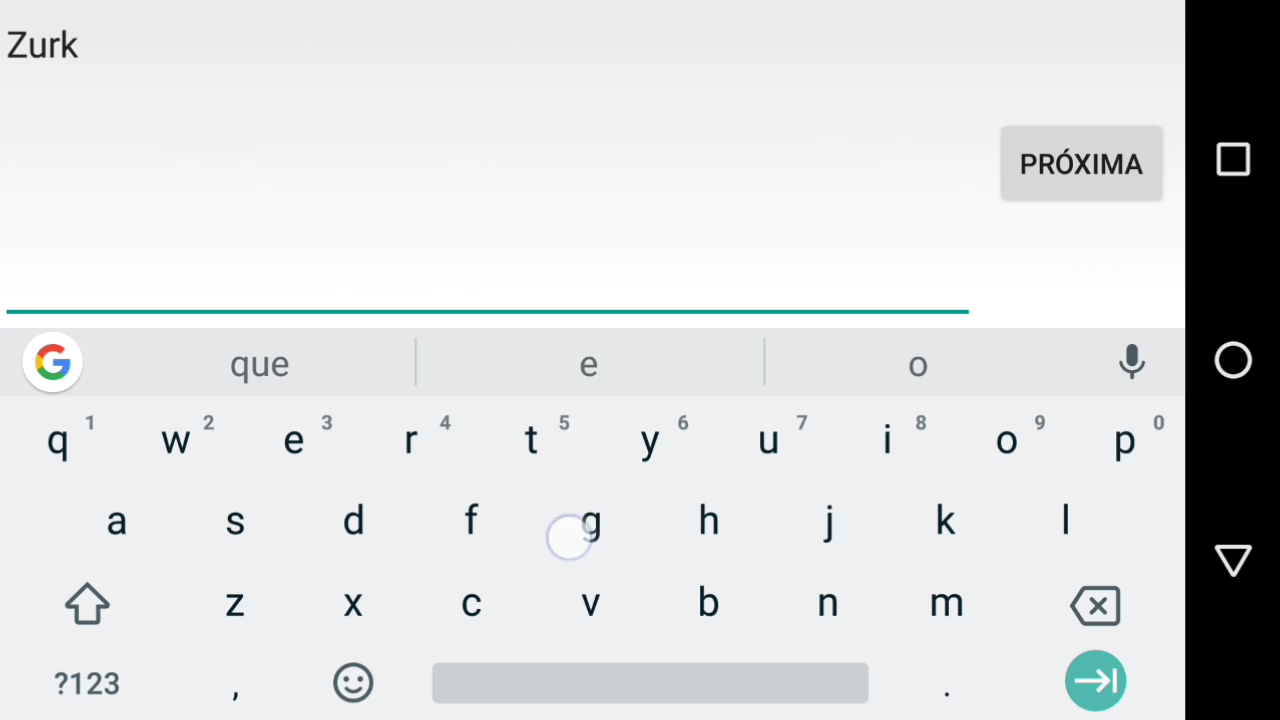 Zurk
PRÓXIMA
que e o
q 1 w 2 e 3 r 4 t 5 y 6 u 7 i 8 o 9 p 0
a s d f g h j k l
z x c v b n m
?123 , .